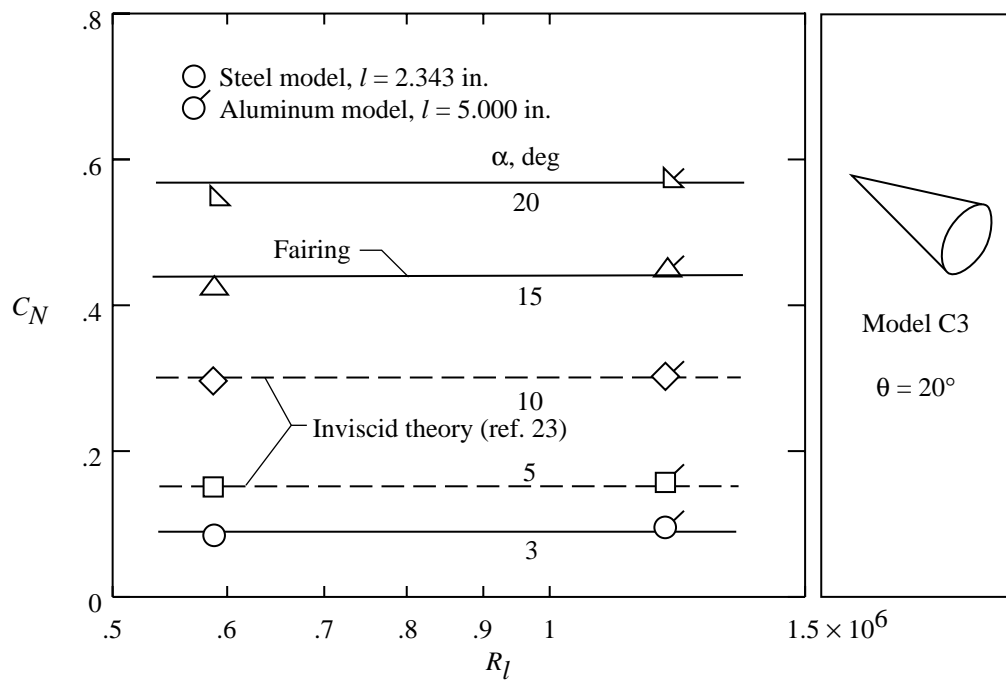 .8
Steel model, l = 2.343 in.
Aluminum model, l = 5.000 in.
.6
α, deg
20
Fairing
15
C_N
.4
Model C3
θ = 20°
10
Inviscid theory (ref. 23)
.2
5
3
0
.5 .6 .7 .8 .9 1 1.5 × 10⁶
R_l